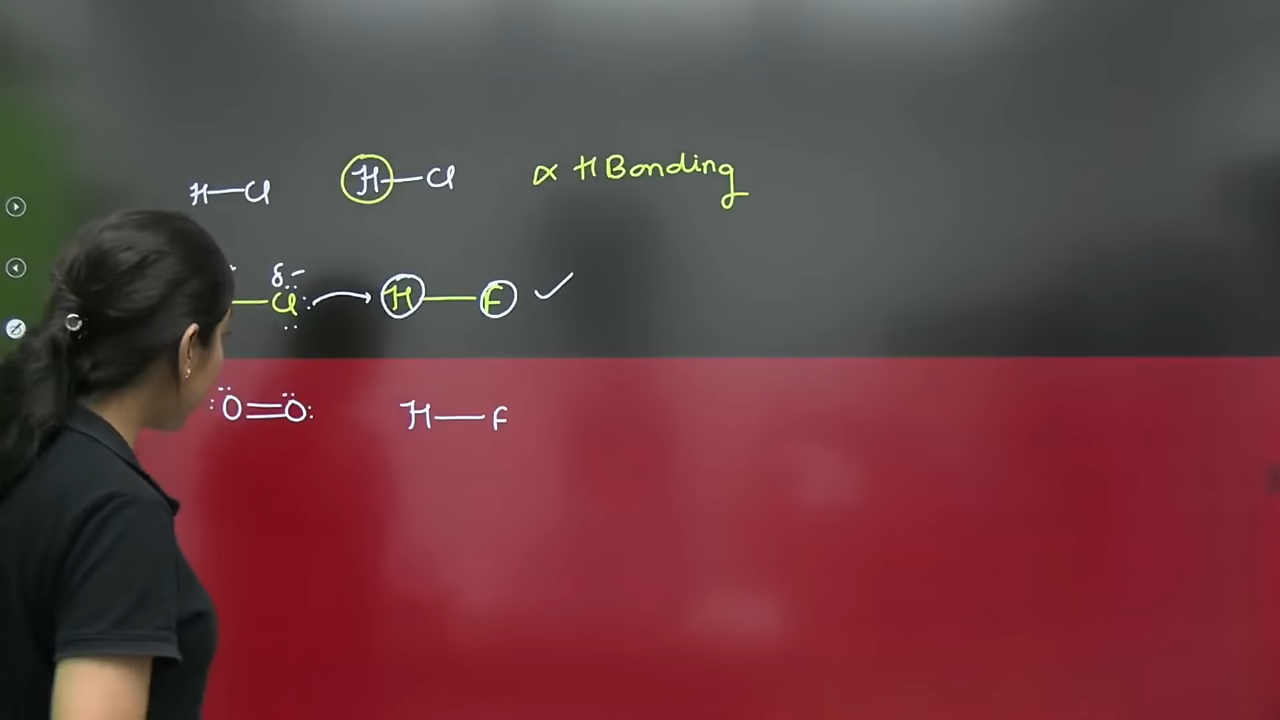 H—Cl H—Cl × H Bonding
δ- —Cl: H—F ✓
:O=O: H—F